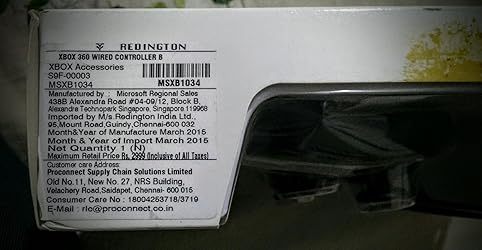 REDINGTON
XBOX 360 WIRED CONTROLLER B
XBOX Accessories
S9F-00003
MSXB1034
MSXB1034
Manufactured by : Microsoft Regional Sales
438B Alexandra Road #04-09/12, Block B,
Alexandra Technopark Singapore, Singapore, 119968
Imported by M/s.Redington India Ltd.,
95,Mount Road,Guindy,Chennai-600 032
Month&Year of Manufacture March 2015
Month & Year of Import March 2015
Net Quantity 1 (N)
Maximum Retail Price Rs. 2999 (Inclusive of All Taxes)
Customer care Address:
Proconnect Supply Chain Solutions Limited
Old No.11, New No. 27, NRS Building,
Velachery Road,Saidapet, Chennai- 600 015
Consumer Care No : 18004253718/3719
E-Mail : rlc@proconnect.co.in